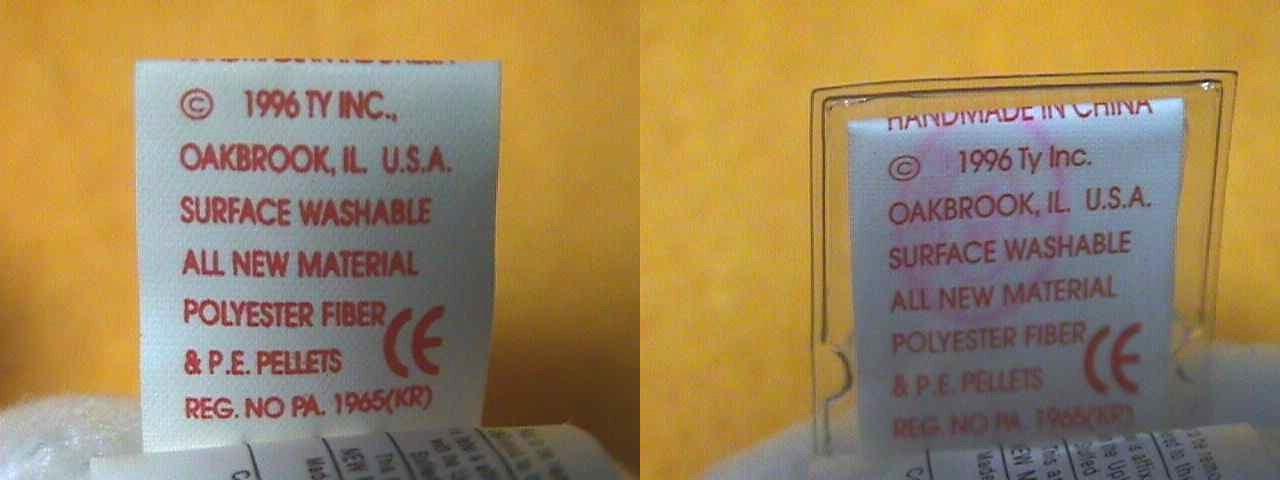 © 1996 TY INC.,
OAKBROOK, IL. U.S.A.
SURFACE WASHABLE
ALL NEW MATERIAL
POLYESTER FIBER
& P.E. PELLETS CE
REG. NO PA. 1965(KR)
HANDMADE IN CHINA
© 1996 Ty Inc.
OAKBROOK, IL. U.S.A.
SURFACE WASHABLE
ALL NEW MATERIAL
POLYESTER FIBER
& P.E. PELLETS CE
REG. NO PA. 1965(KR)